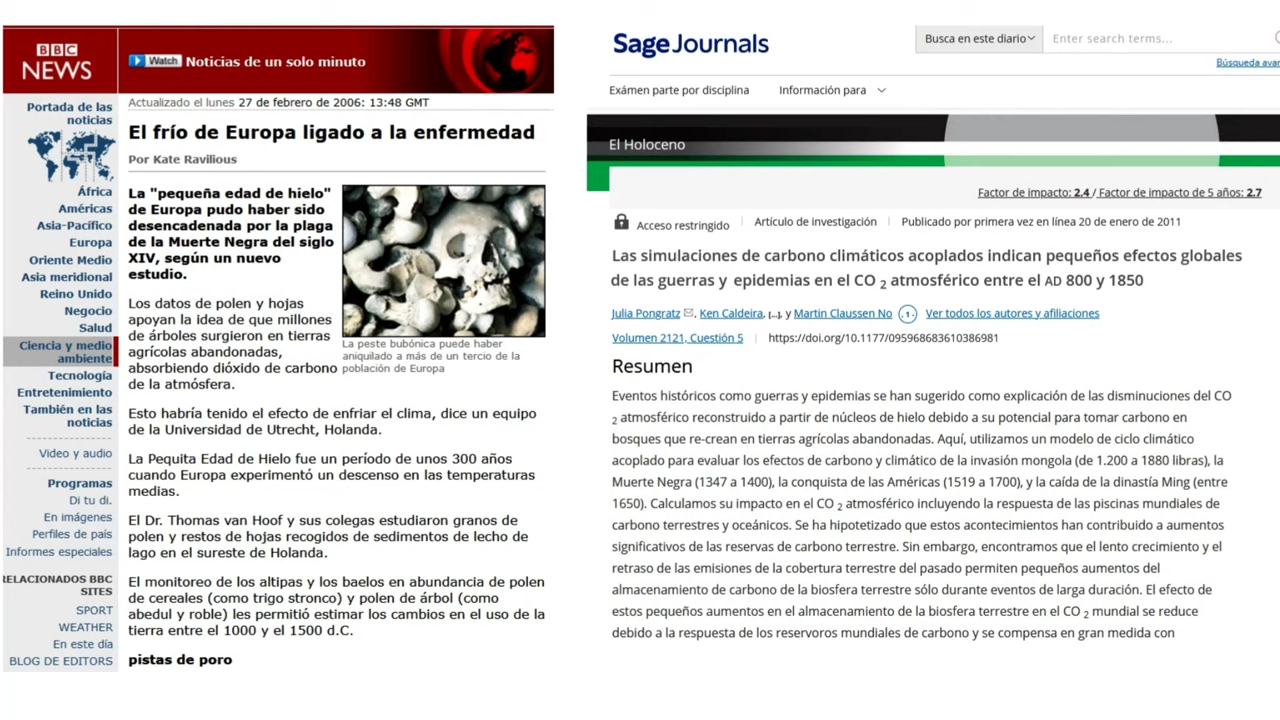 BBC
NEWS
Watch Noticias de un solo minuto
Portada de las
noticias
África
Américas
Asia-Pacífico
Europa
Oriente Medio
Asia meridional
Reino Unido
Negocio
Salud
Ciencia y medio
ambiente
Tecnología
Entretenimiento
También en las
noticias
Video y audio
Programas
Di tu di.
En imágenes
Perfiles de país
Informes especiales
RELACIONADOS BBC
SITES
SPORT
WEATHER
En este día
BLOG DE EDITORS
Actualizado el lunes 27 de febrero de 2006: 13:48 GMT
El frío de Europa ligado a la enfermedad
Por Kate Ravilious
La "pequeña edad de hielo"
de Europa pudo haber sido
desencadenada por la plaga
de la Muerte Negra del siglo
XIV, según un nuevo
estudio.
Los datos de polen y hojas
apoyan la idea de que millones
de árboles surgieron en tierras
agrícolas abandonadas,
absorbiendo dióxido de carbono
de la atmósfera.
La peste bubónica puede haber
aniquilado a más de un tercio de la
población de Europa
Esto habría tenido el efecto de enfriar el clima, dice un equipo
de la Universidad de Utrecht, Holanda.
La Pequita Edad de Hielo fue un período de unos 300 años
cuando Europa experimentó un descenso en las temperaturas
medias.
El Dr. Thomas van Hoof y sus colegas estudiaron granos de
polen y restos de hojas recogidos de sedimentos de lecho de
lago en el sureste de Holanda.
El monitoreo de los altipas y los baelos en abundancia de polen
de cereales (como trigo stronco) y polen de árbol (como
abedul y roble) les permitió estimar los cambios en el uso de la
tierra entre el 1000 y el 1500 d.C.
pistas de poro
Sage Journals
Busca en este diario
Enter search terms...
Búsqueda avan
Exámen parte por disciplina
Información para
El Holoceno
Factor de impacto: 2.4 / Factor de impacto de 5 años: 2.7
Acceso restringido
Artículo de investigación
Publicado por primera vez en línea 20 de enero de 2011
Las simulaciones de carbono climáticos acoplados indican pequeños efectos globales
de las guerras y epidemias en el CO 2 atmosférico entre el AD 800 y 1850
Julia Pongratz, Ken Caldeira, [...], y Martin Claussen No -1- Ver todos los autores y afiliaciones
Volumen 2121, Cuestión 5
https://doi.org/10.1177/0959683610386981
Resumen
Eventos históricos como guerras y epidemias se han sugerido como explicación de las disminuciones del CO
2 atmosférico reconstruido a partir de núcleos de hielo debido a su potencial para tomar carbono en
bosques que re-crean en tierras agrícolas abandonadas. Aquí, utilizamos un modelo de ciclo climático
acoplado para evaluar los efectos de carbono y climático de la invasión mongola (de 1.200 a 1880 libras), la
Muerte Negra (1347 a 1400), la conquista de las Américas (1519 a 1700), y la caída de la dinastía Ming (entre
1650). Calculamos su impacto en el CO 2 atmosférico incluyendo la respuesta de las piscinas mundiales de
carbono terrestres y oceánicos. Se ha hipotetizado que estos acontecimientos han contribuido a aumentos
significativos de las reservas de carbono terrestre. Sin embargo, encontramos que el lento crecimiento y el
retraso de las emisiones de la cobertura terrestre del pasado permiten pequeños aumentos del
almacenamiento de carbono de la biosfera terrestre sólo durante eventos de larga duración. El efecto de
estos pequeños aumentos en el almacenamiento de la biosfera terrestre en el CO 2 mundial se reduce
debido a la respuesta de los reservoros mundiales de carbono y se compensa en gran medida con